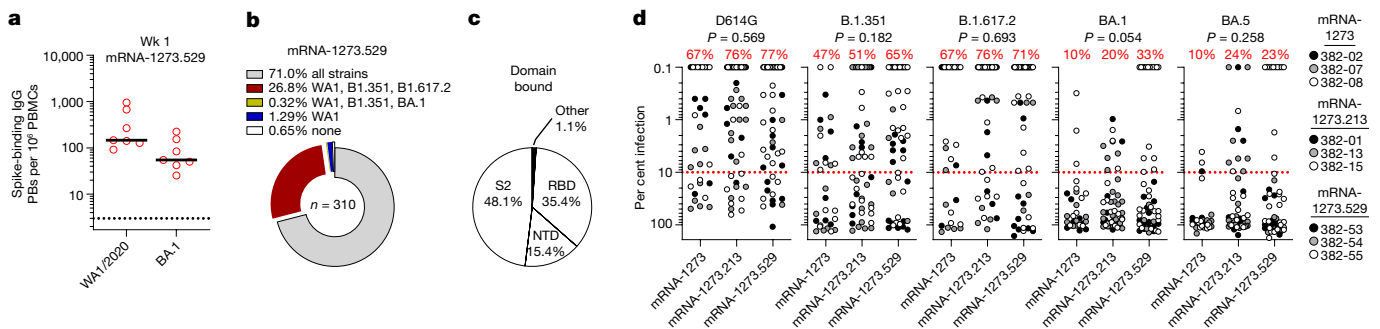 a
Wk 1
mRNA-1273.529
Spike-binding IgG
PBs per 10⁶ PBMCs
10,000
1,000
100
10
WA1/2020
BA.1
b
mRNA-1273.529
71.0% all strains
26.8% WA1, B1.351, B1.617.2
0.32% WA1, B1.351, BA.1
1.29% WA1
0.65% none
n = 310
c
Domain
bound
Other
1.1%
S2
48.1%
RBD
35.4%
NTD
15.4%
d
Per cent infection
0.1
1
10
100
D614G
P = 0.569
67% 76% 77%
mRNA-1273
mRNA-1273.213
mRNA-1273.529
B.1.351
P = 0.182
47% 51% 65%
mRNA-1273
mRNA-1273.213
mRNA-1273.529
B.1.617.2
P = 0.693
67% 76% 71%
mRNA-1273
mRNA-1273.213
mRNA-1273.529
BA.1
P = 0.054
10% 20% 33%
mRNA-1273
mRNA-1273.213
mRNA-1273.529
BA.5
P = 0.258
10% 24% 23%
mRNA-1273
mRNA-1273.213
mRNA-1273.529
mRNA-
1273
382-02
382-07
382-08
mRNA-
1273.213
382-01
382-13
382-15
mRNA-
1273.529
382-53
382-54
382-55